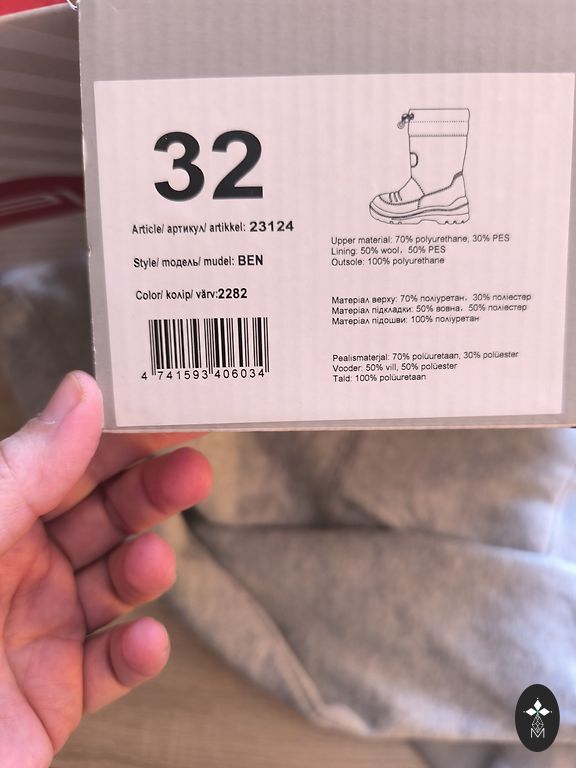 32
Article/ артикул/ artikkel: 23124
Style/ модель/ mudel: BEN
Color/ колір/ värv:2282
4 741593 406034
Upper material: 70% polyurethane, 30% PES
Lining: 50% wool, 50% PES
Outsole: 100% polyurethane
Матеріал верху: 70% поліуретан, 30% поліестер
Матеріал підкладки: 50% вовна, 50% поліестер
Матеріал підошви: 100% поліуретан
Pealismaterjal: 70% polüuretaan, 30% polüester
Vooder: 50% vill, 50% polüester
Tald: 100% polüuretaan
M